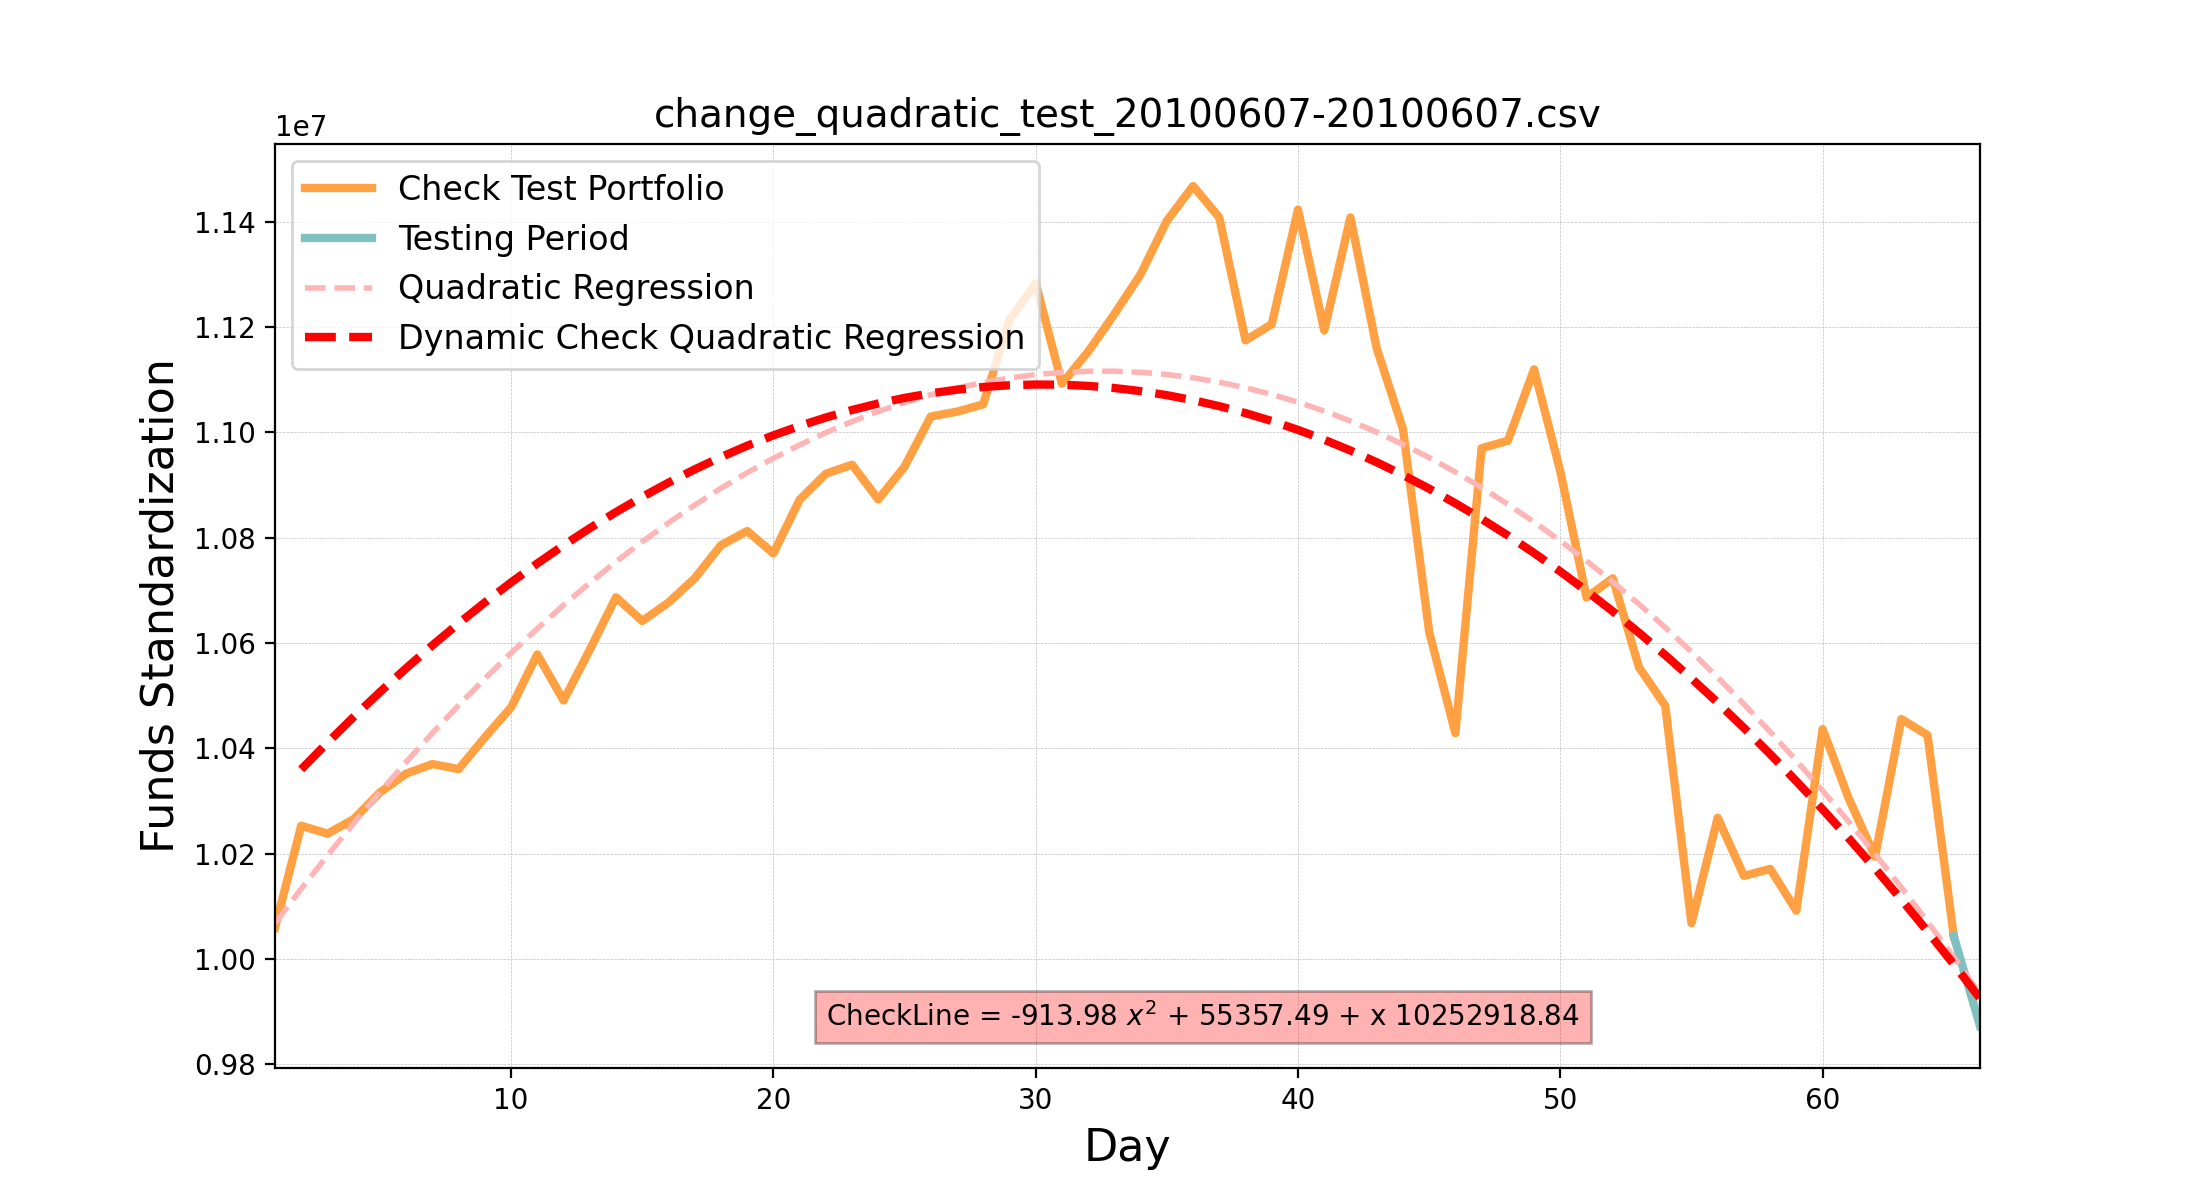 change_quadratic_test_20100607-20100607.csv
1e7
Check Test Portfolio
Testing Period
Quadratic Regression
Dynamic Check Quadratic Regression
Funds Standardization
1.14
1.12
1.10
1.08
1.06
1.04
1.02
1.00
0.98
CheckLine = -913.98 x² + 55357.49 + x 10252918.84
10 20 30 40 50 60
Day